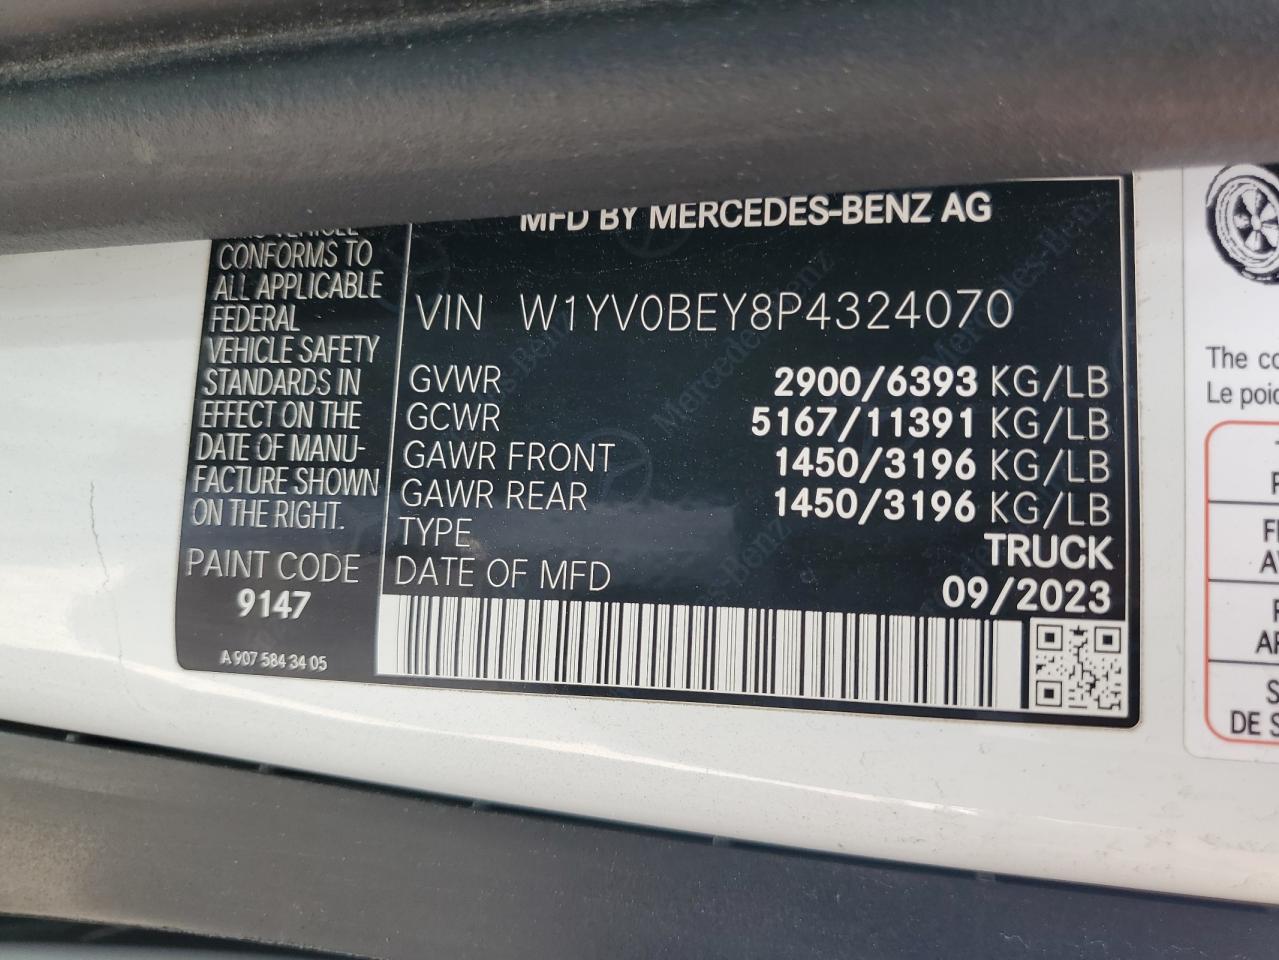 MFD BY MERCEDES-BENZ AG
VEHICLE
CONFORMS TO
ALL APPLICABLE
FEDERAL
VEHICLE SAFETY
STANDARDS IN
EFFECT ON THE
DATE OF MANU-
FACTURE SHOWN
ON THE RIGHT.
PAINT CODE
9147
A 907 584 34 05
VIN W1YV0BEY8P4324070
GVWR 2900/6393 KG/LB
GCWR 5167/11391 KG/LB
GAWR FRONT 1450/3196 KG/LB
GAWR REAR 1450/3196 KG/LB
TYPE TRUCK
DATE OF MFD 09/2023
The
Le
DE